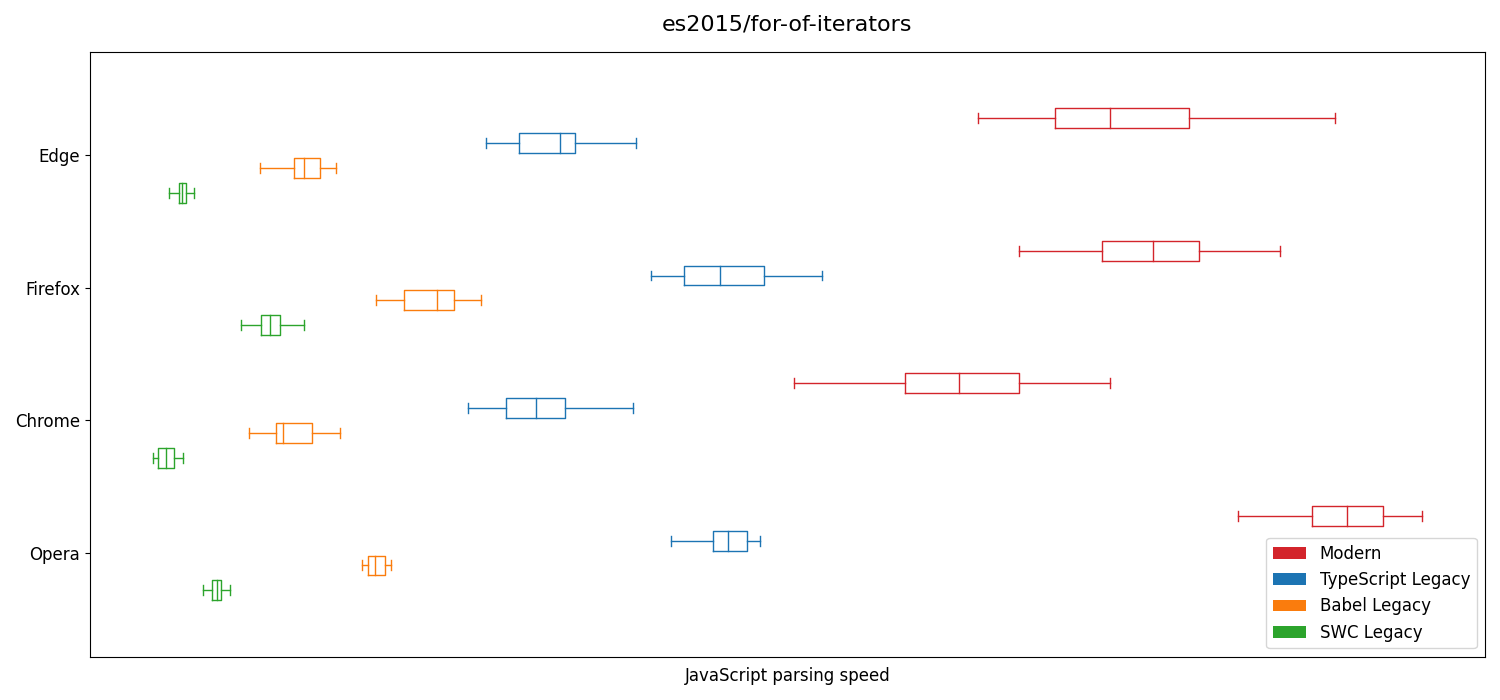 es2015/for-of-iterators
Edge
Firefox
Chrome
Opera
Modern
TypeScript Legacy
Babel Legacy
SWC Legacy
JavaScript parsing speed